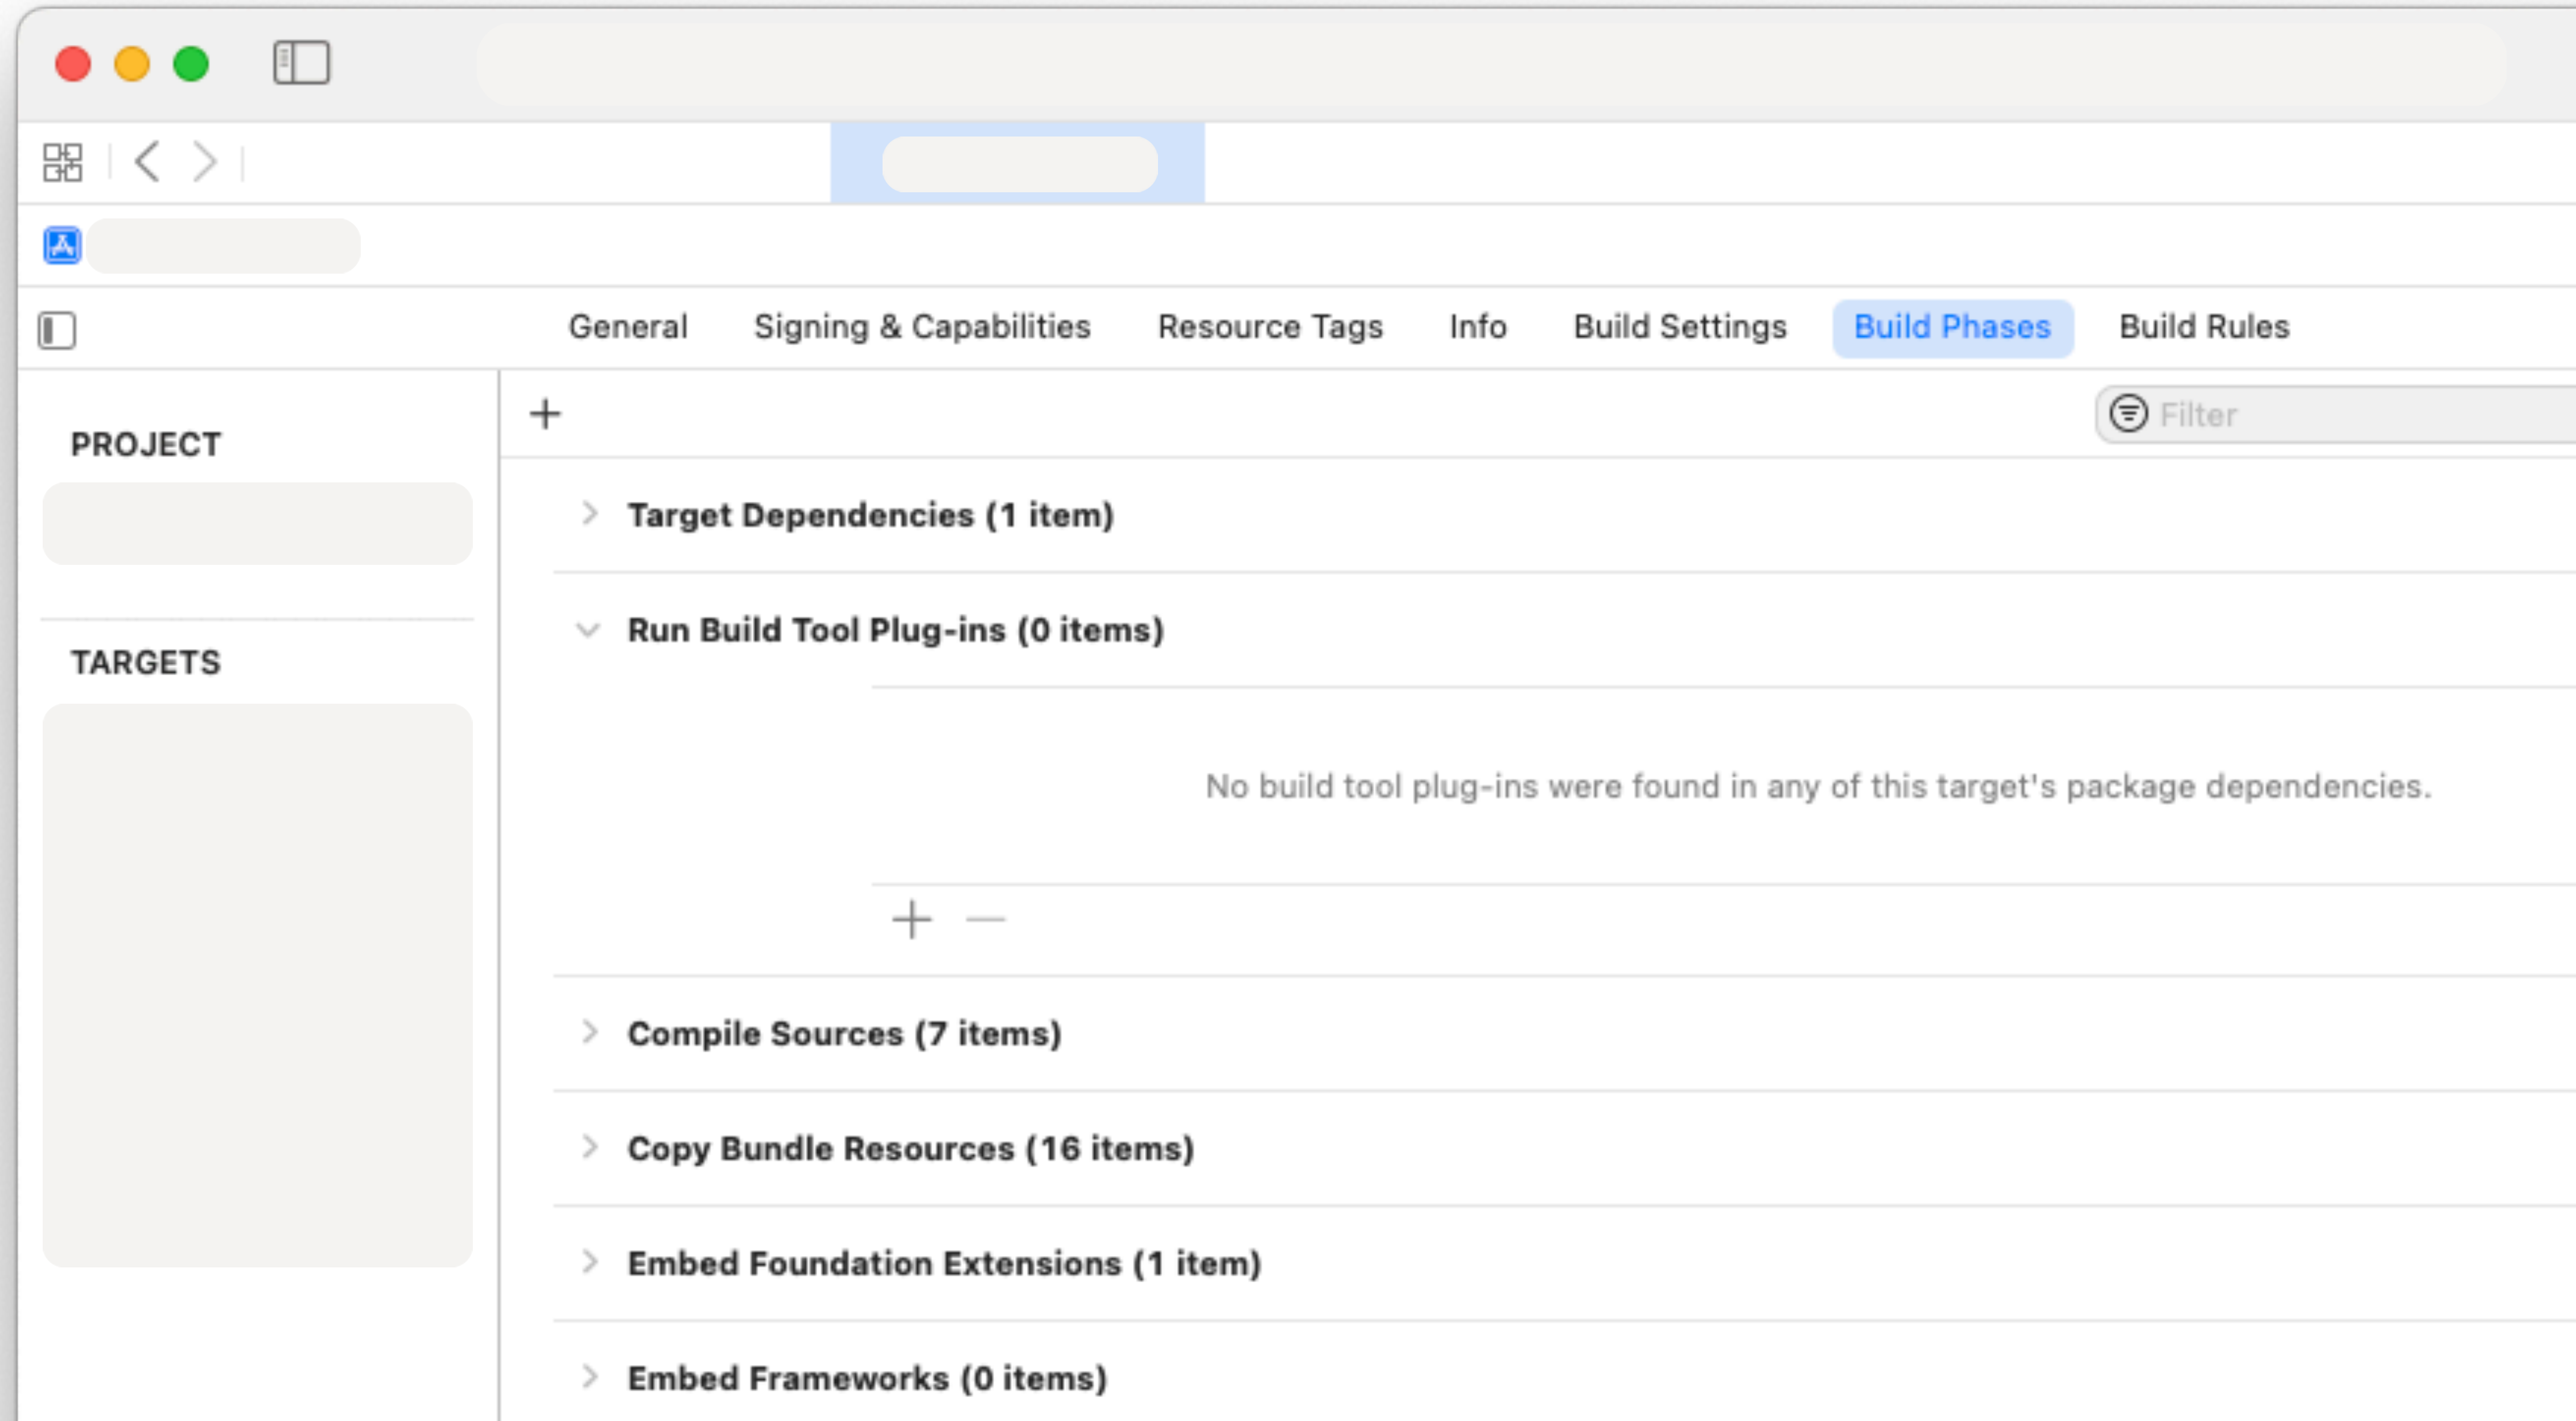 General Signing & Capabilities Resource Tags Info Build Settings Build Phases Build Rules
Filter
PROJECT
TARGETS
Target Dependencies (1 item)
Run Build Tool Plug-ins (0 items)
No build tool plug-ins were found in any of this target's package dependencies.
Compile Sources (7 items)
Copy Bundle Resources (16 items)
Embed Foundation Extensions (1 item)
Embed Frameworks (0 items)